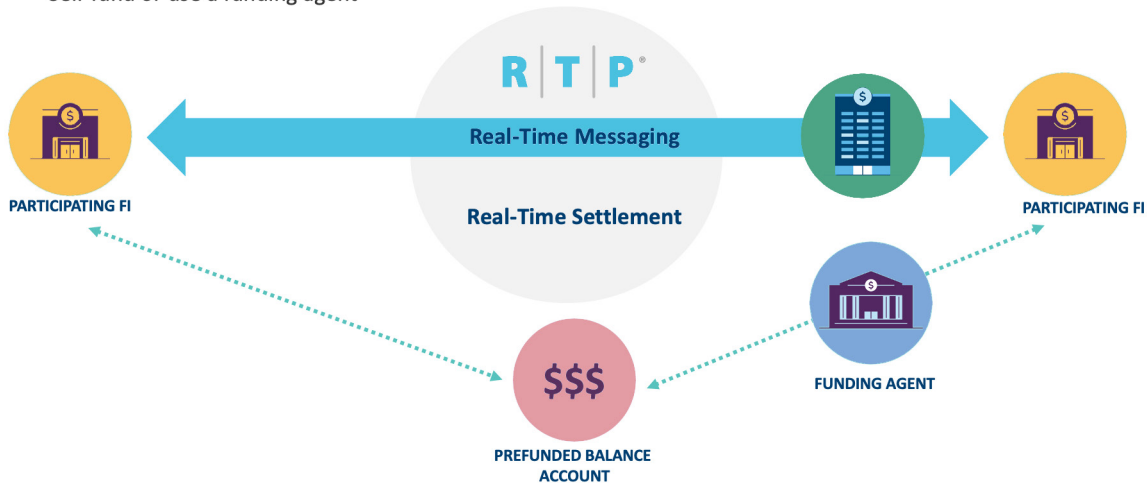 R|T|P®
Real-Time Messaging
Real-Time Settlement
PARTICIPATING FI
PARTICIPATING FI
$
$
$
$
FUNDING AGENT
$$$
PREFUNDED BALANCE
ACCOUNT